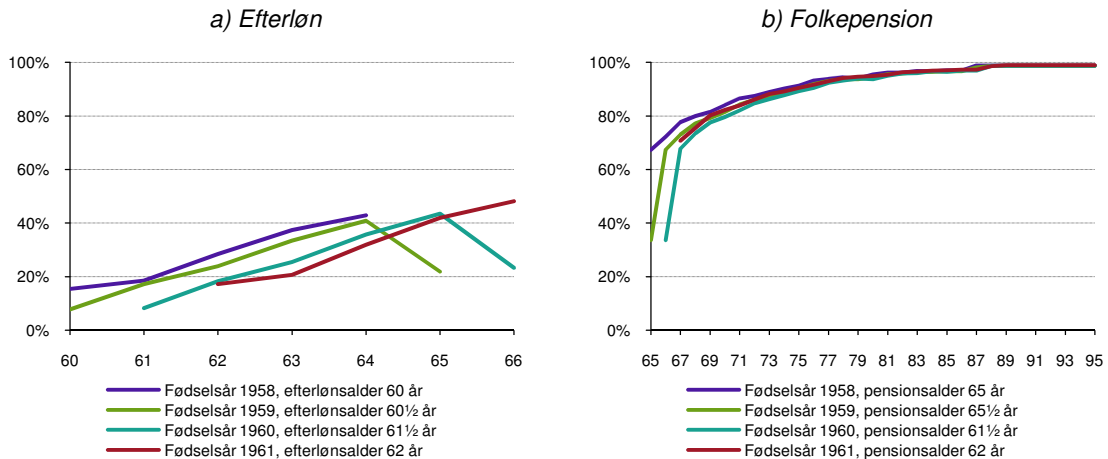 a) Efterløn
100%
80%
60%
40%
20%
0%
60 61 62 63 64 65 66
Fødselsår 1958, efterlønsalder 60 år
Fødselsår 1959, efterlønsalder 60½ år
Fødselsår 1960, efterlønsalder 61½ år
Fødselsår 1961, efterlønsalder 62 år
b) Folkepension
100%
80%
60%
40%
20%
0%
65 67 69 71 73 75 77 79 81 83 85 87 89 91 93 95
Fødselsår 1958, pensionsalder 65 år
Fødselsår 1959, pensionsalder 65½ år
Fødselsår 1960, pensionsalder 61½ år
Fødselsår 1961, pensionsalder 62 år